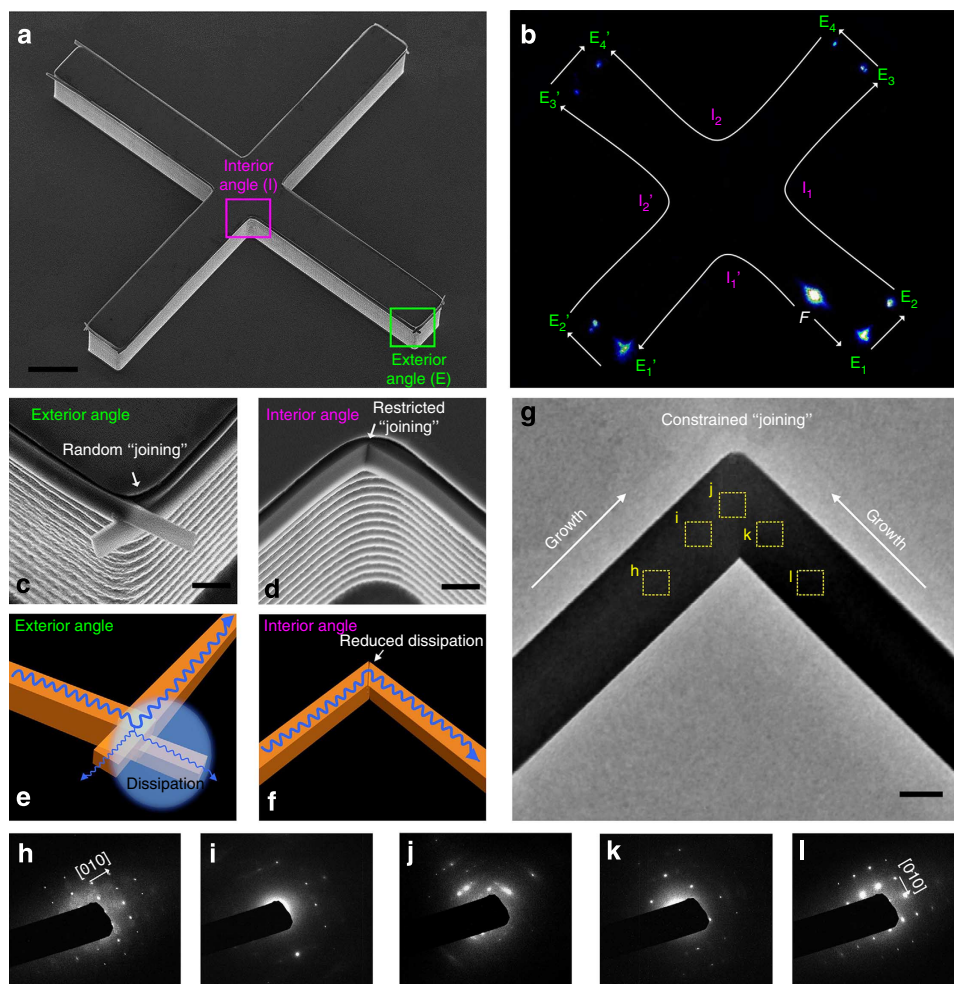 a
Interior
angle (I)
Exterior
angle (E)
b
E4
E4'
E3
E3'
I2
I1
I2'
I1'
F
E2
E2'
E1
E1'
Exterior angle
Random "joining"
c
Interior angle
Restricted
"joining"
d
g
Constrained "joining"
Growth
Growth
j
i
k
h
l
Exterior angle
Dissipation
e
Interior angle
Reduced dissipation
f
h
[010]
i
j
k
l
[010]